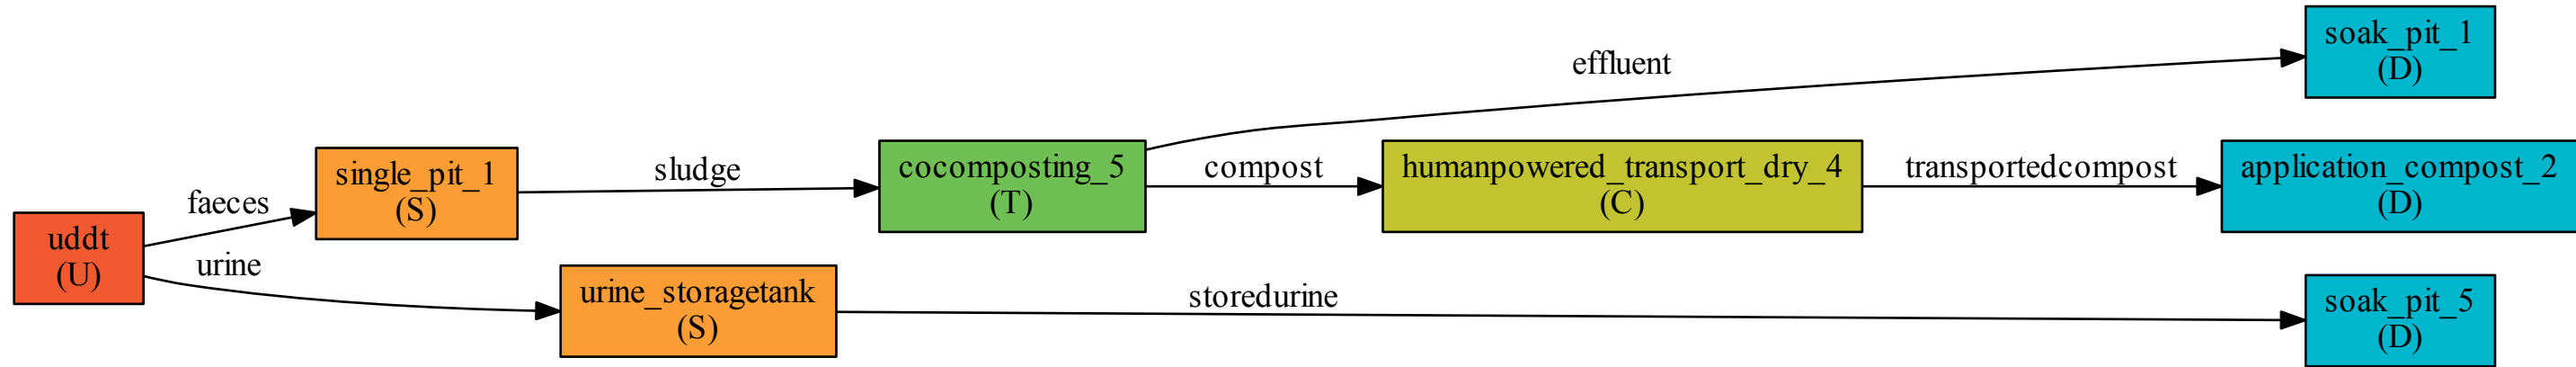 uddt
(U)
faeces
urine
single_pit_1
(S)
urine_storagetank
(S)
sludge
storedurine
cocomposting_5
(T)
effluent
compost
humanpowered_transport_dry_4
(C)
transportedcompost
soak_pit_1
(D)
application_compost_2
(D)
soak_pit_5
(D)